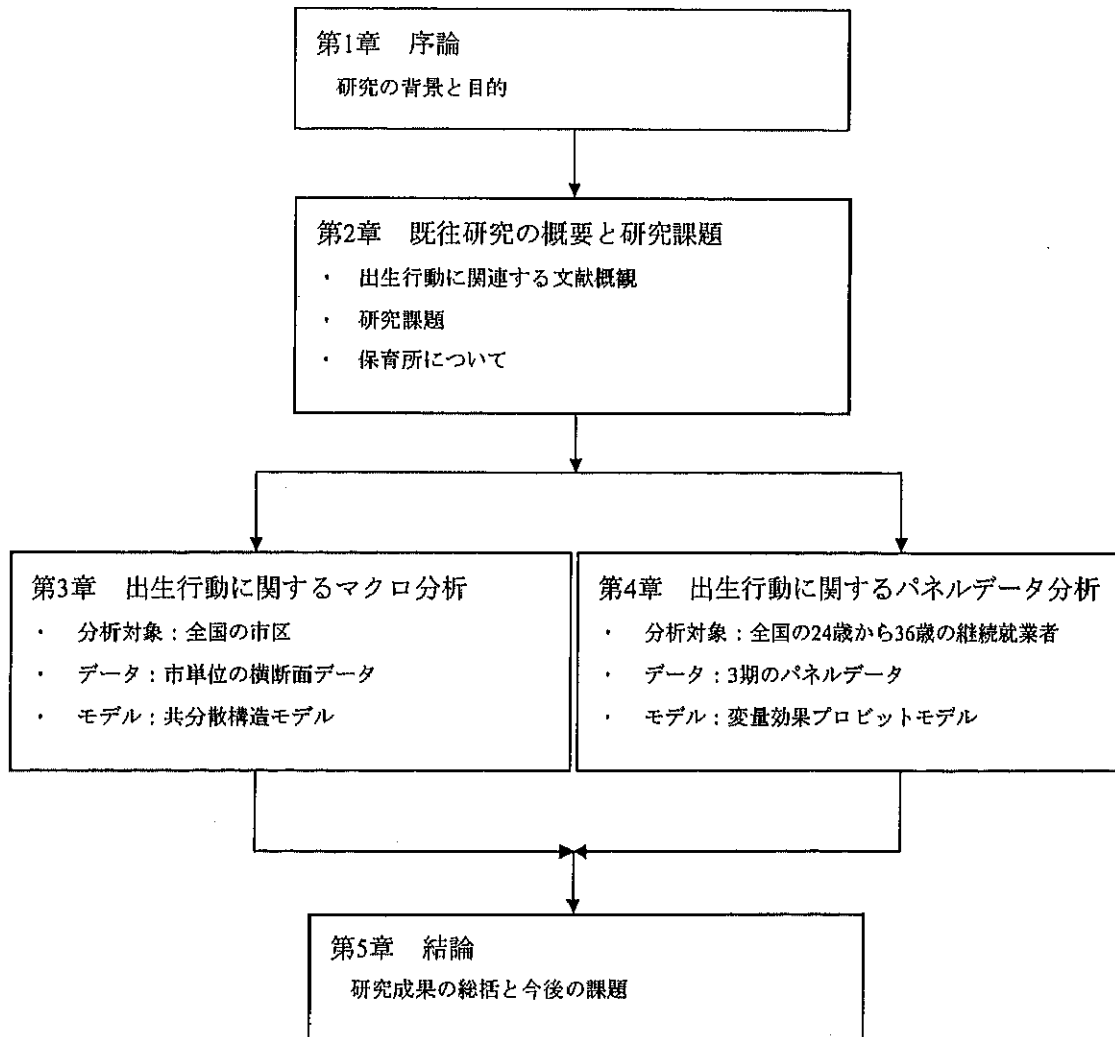 第1章　序論
研究の背景と目的
第2章　既往研究の概要と研究課題
・　出生行動に関連する文献概観
・　研究課題
・　保育所について
第3章　出生行動に関するマクロ分析
・　分析対象：全国の市区
・　データ：市単位の横断面データ
・　モデル：共分散構造モデル
第4章　出生行動に関するパネルデータ分析
・　分析対象：全国の24歳から36歳の継続就業者
・　データ：3期のパネルデータ
・　モデル：変量効果プロビットモデル
第5章　結論
研究成果の総括と今後の課題